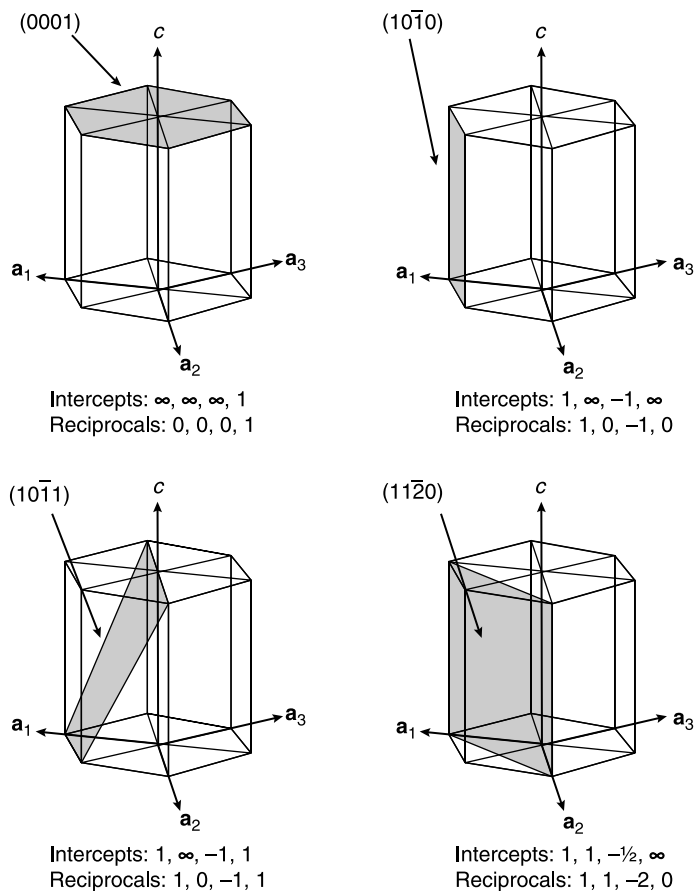 (0001)
c
a₁
a₃
a₂
Intercepts: ∞, ∞, ∞, 1
Reciprocals: 0, 0, 0, 1
(101̅0)
c
a₁
a₃
a₂
Intercepts: 1, ∞, –1, ∞
Reciprocals: 1, 0, –1, 0
(101̅1)
c
a₁
a₃
a₂
Intercepts: 1, ∞, –1, 1
Reciprocals: 1, 0, –1, 1
(112̅0)
c
a₁
a₃
a₂
Intercepts: 1, 1, –½, ∞
Reciprocals: 1, 1, –2, 0